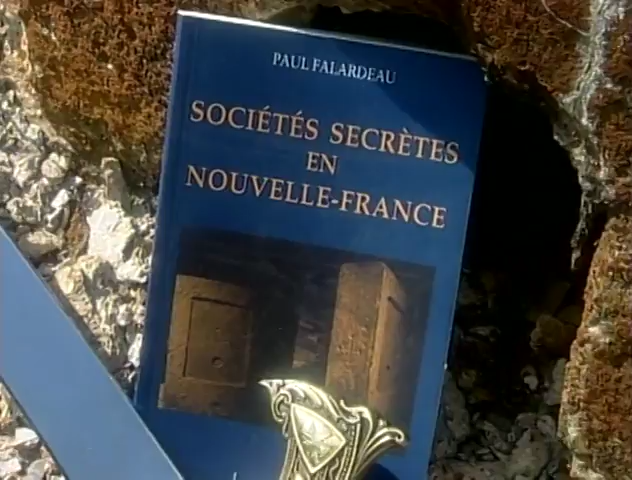 PAUL FALARDEAU
SOCIÉTÉS SECRÈTES
EN
NOUVELLE-FRANCE